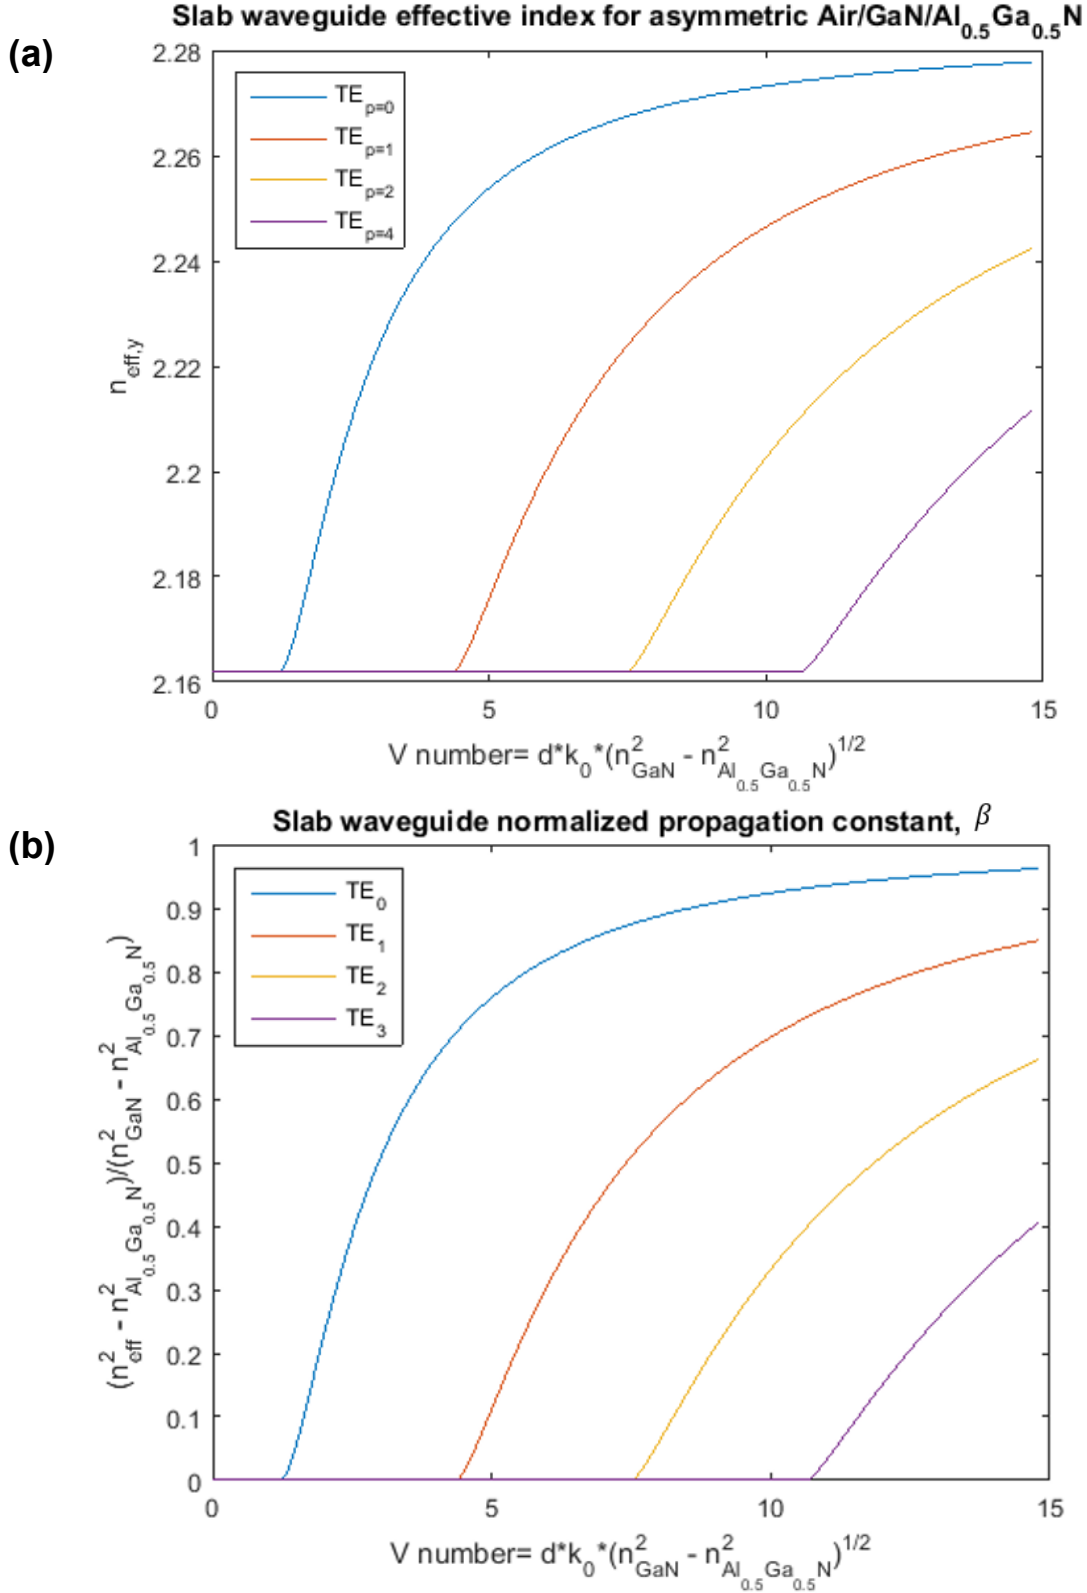 Slab waveguide effective index for asymmetric Air/GaN/Al0.5Ga0.5N
(a)
2.28
2.26
2.24
2.22
2.2
2.18
2.16
neff,y
TEp=0
TEp=1
TEp=2
TEp=4
0
5
10
15
V number= d*k0*(n2GaN - n2Al0.5Ga0.5N)1/2
(b)
Slab waveguide normalized propagation constant, β
1
0.9
0.8
0.7
0.6
0.5
0.4
0.3
0.2
0.1
0
(n2eff - n2Al0.5Ga0.5N)/(n2GaN - n2Al0.5Ga0.5N)
TE0
TE1
TE2
TE3
0
5
10
15
V number= d*k0*(n2GaN - n2Al0.5Ga0.5N)1/2